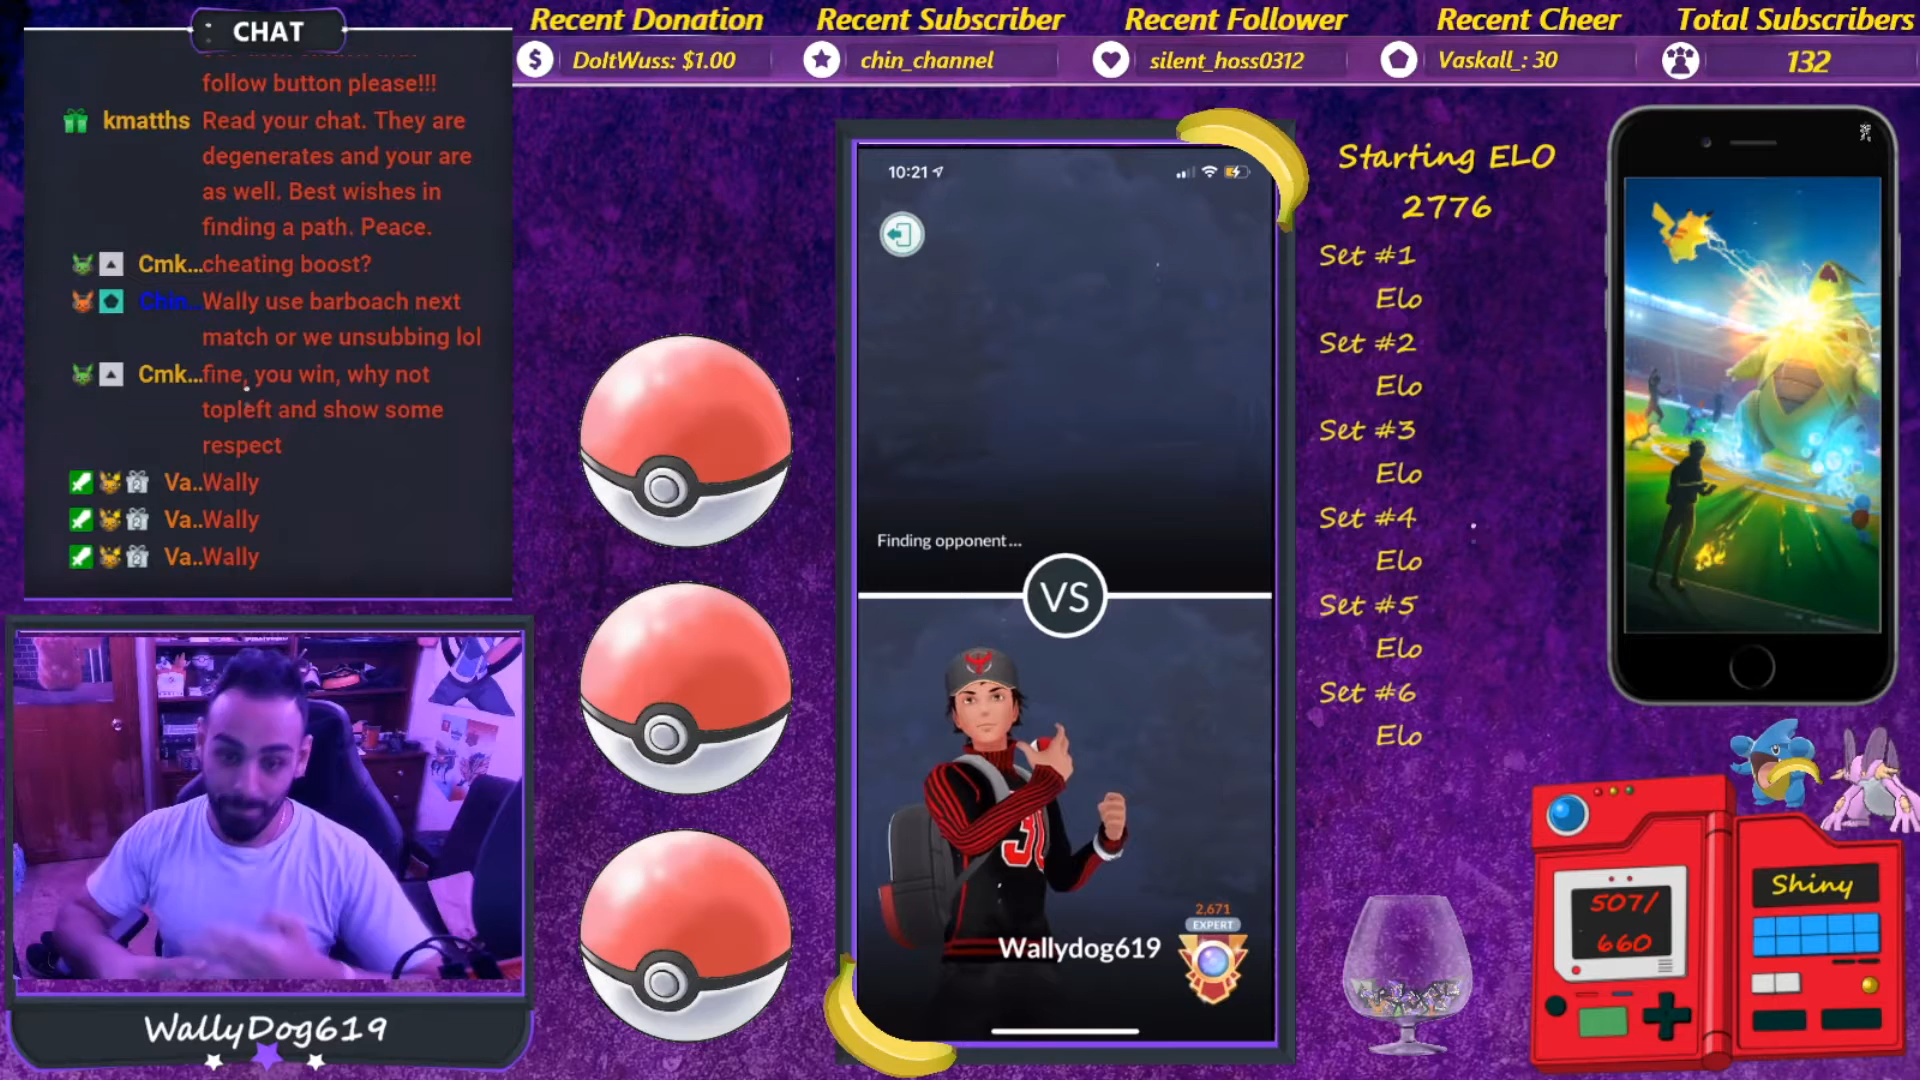 CHAT
follow button please!!!
kmatths Read your chat. They are
degenerates and your are
as well. Best wishes in
finding a path. Peace.
Cmk... cheating boost?
Chin... Wally use barboach next
match or we unsubbing lol
Cmk... fine, you win, why not
topleft and show some
respect
Va.. Wally
Va.. Wally
Va.. Wally
WallyDog619
Recent Donation
DoItWuss: $1.00
Recent Subscriber
chin_channel
Recent Follower
silent_hoss0312
Recent Cheer
Vaskall_: 30
Total Subscribers
132
10:21
Finding opponent...
VS
30
2,671
EXPERT
Wallydog619
Starting ELO
2776
Set #1
Elo
Set #2
Elo
Set #3
Elo
Set #4
Elo
Set #5
Elo
Set #6
Elo
507/
660
Shiny